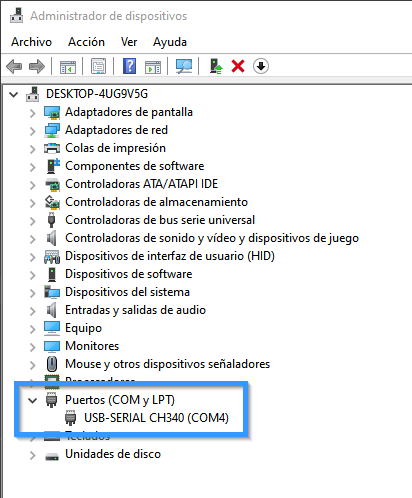 Administrador de dispositivos
Archivo Acción Ver Ayuda
DESKTOP-4UG9V5G
Adaptadores de pantalla
Adaptadores de red
Colas de impresión
Componentes de software
Controladoras ATA/ATAPI IDE
Controladoras de almacenamiento
Controladoras de bus serie universal
Controladoras de sonido y vídeo y dispositivos de juego
Dispositivos de interfaz de usuario (HID)
Dispositivos de software
Dispositivos del sistema
Entradas y salidas de audio
Equipo
Monitores
Mouse y otros dispositivos señaladores
Procesadores
Puertos (COM y LPT)
USB-SERIAL CH340 (COM4)
Teclados
Unidades de disco